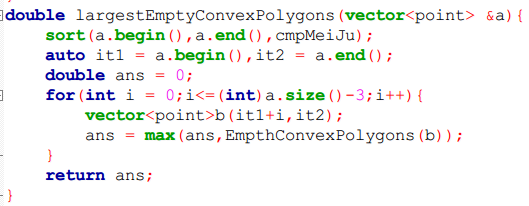 double largestEmptyConvexPolygons(vector<point> &a){
    sort(a.begin(),a.end(),cmpMeiJu);
    auto it1 = a.begin(),it2 = a.end();
    double ans = 0;
    for(int i = 0;i<=(int)a.size()-3;i++){
        vector<point>b(it1+i,it2);
        ans = max(ans,EmpthConvexPolygons(b));
    }
    return ans;
}